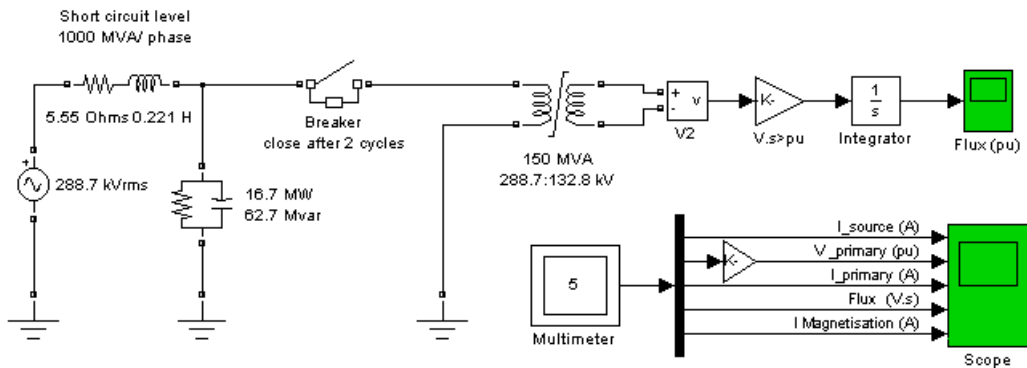 Short circuit level
1000 MVA/ phase
5.55 Ohms 0.221 H
Breaker
close after 2 cycles
+
v
-
V2
K-
V.s>pu
1
s
Integrator
Flux (pu)
150 MVA
288.7:132.8 kV
+
288.7 kVrms
16.7 MW
62.7 Mvar
I_source (A)
K-
V_primary (pu)
I_primary (A)
Flux (V.s)
I Magnetisation (A)
5
Multimeter
Scope